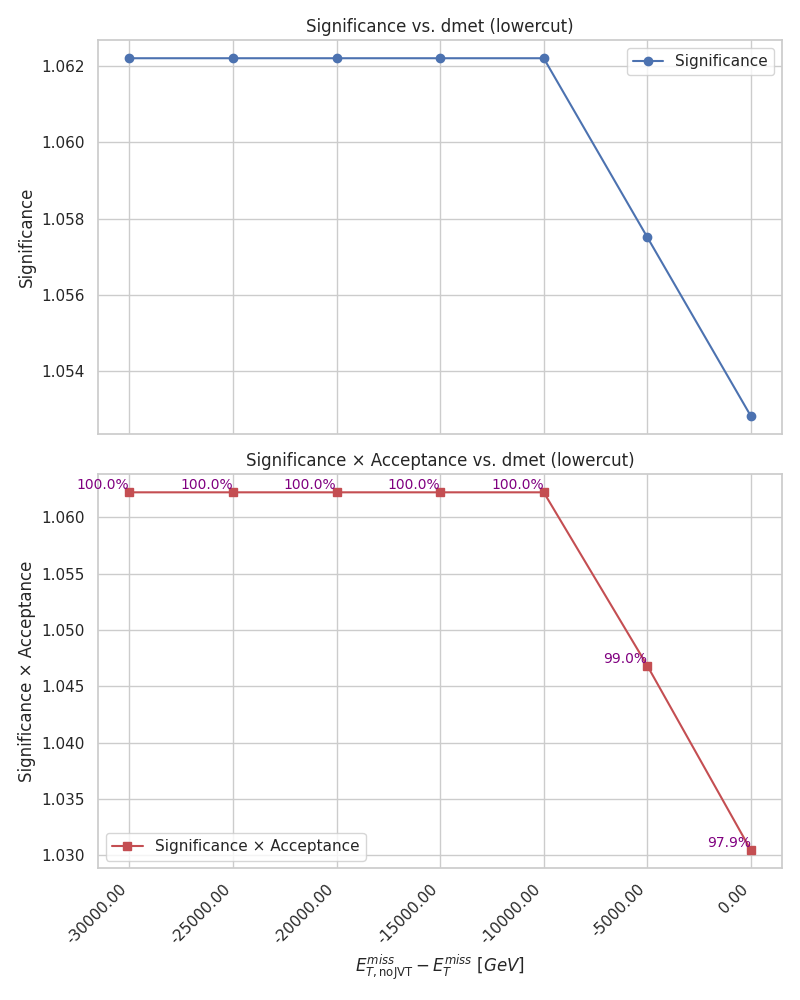 Significance vs. dmet (lowercut)
Significance
1.062
1.060
1.058
1.056
1.054
Significance
Significance × Acceptance vs. dmet (lowercut)
100.0% 100.0% 100.0% 100.0% 100.0%
99.0%
97.9%
1.060
1.055
1.050
1.045
1.040
1.035
1.030
Significance × Acceptance
Significance × Acceptance
-30000.00 -25000.00 -20000.00 -15000.00 -10000.00 -5000.00 0.00
$E_{T,\mathrm{noJVT}}^{miss} - E_T^{miss}\ [GeV]$